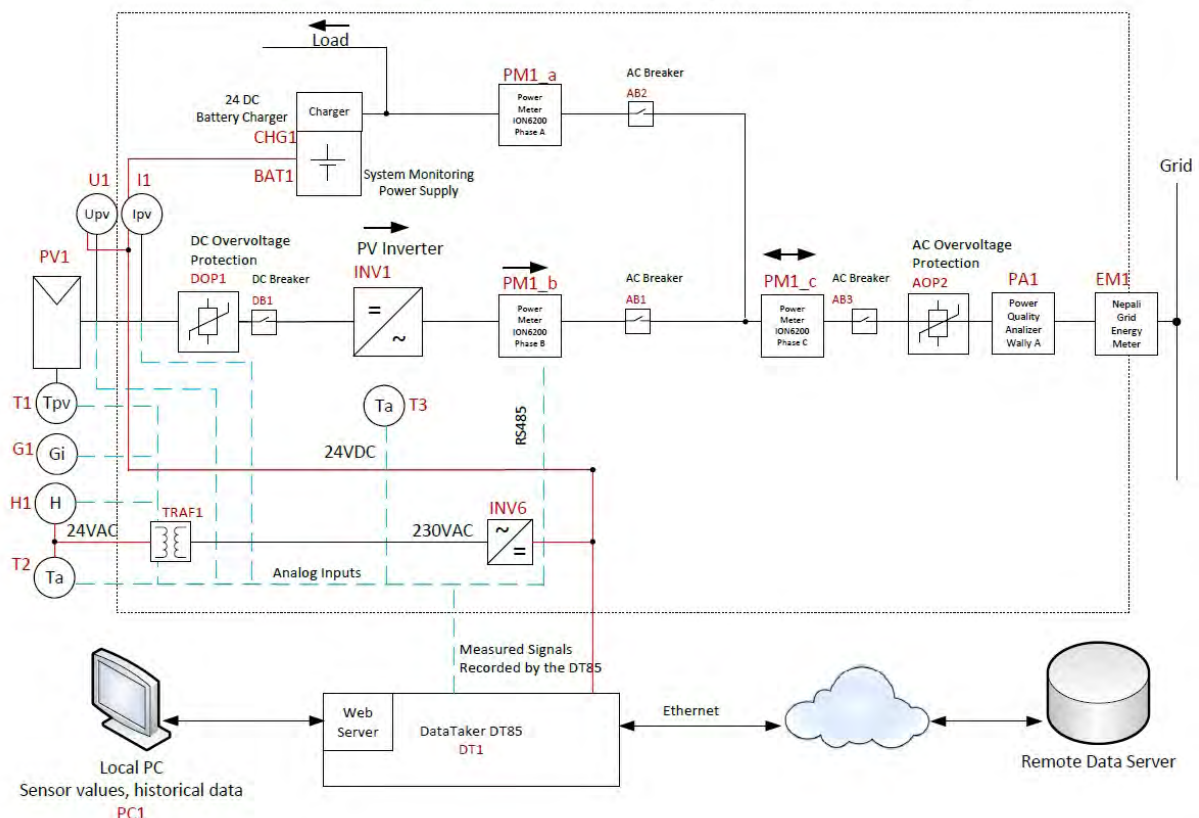 Load
PM1_a
AC Breaker
AB2
Power
Meter
ION6200
Phase A
24 DC
Battery Charger
Charger
CHG1
BAT1
System Monitoring
Power Supply
Grid
U1
I1
Upv
Ipv
PV1
DC Overvoltage
Protection
DOP1
DC Breaker
DB1
PV Inverter
INV1
=
~
PM1_b
Power
Meter
ION6200
Phase B
AC Breaker
AB1
PM1_c
Power
Meter
ION6200
Phase C
AC Breaker
AB3
AC Overvoltage
Protection
AOP2
PA1
Power
Quality
Analizer
Wally A
EM1
Nepali
Grid
Energy
Meter
T1
Tpv
Ta
T3
RS485
G1
Gi
24VDC
H1
H
24VAC
TRAF1
230VAC
INV6
~
=
T2
Ta
Analog Inputs
Measured Signals
Recorded by the DT85
Web
Server
DataTaker DT85
DT1
Ethernet
Local PC
Sensor values, historical data
PC1
Remote Data Server